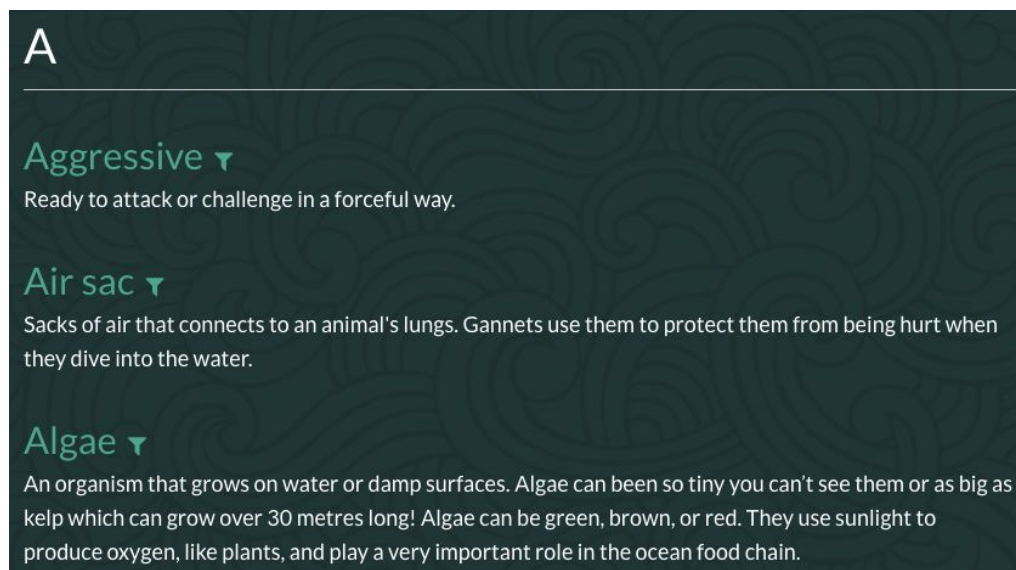 A
Aggressive
Ready to attack or challenge in a forceful way.
Air sac
Sacks of air that connects to an animal's lungs. Gannets use them to protect them from being hurt when
they dive into the water.
Algae
An organism that grows on water or damp surfaces. Algae can been so tiny you can't see them or as big as
kelp which can grow over 30 metres long! Algae can be green, brown, or red. They use sunlight to
produce oxygen, like plants, and play a very important role in the ocean food chain.